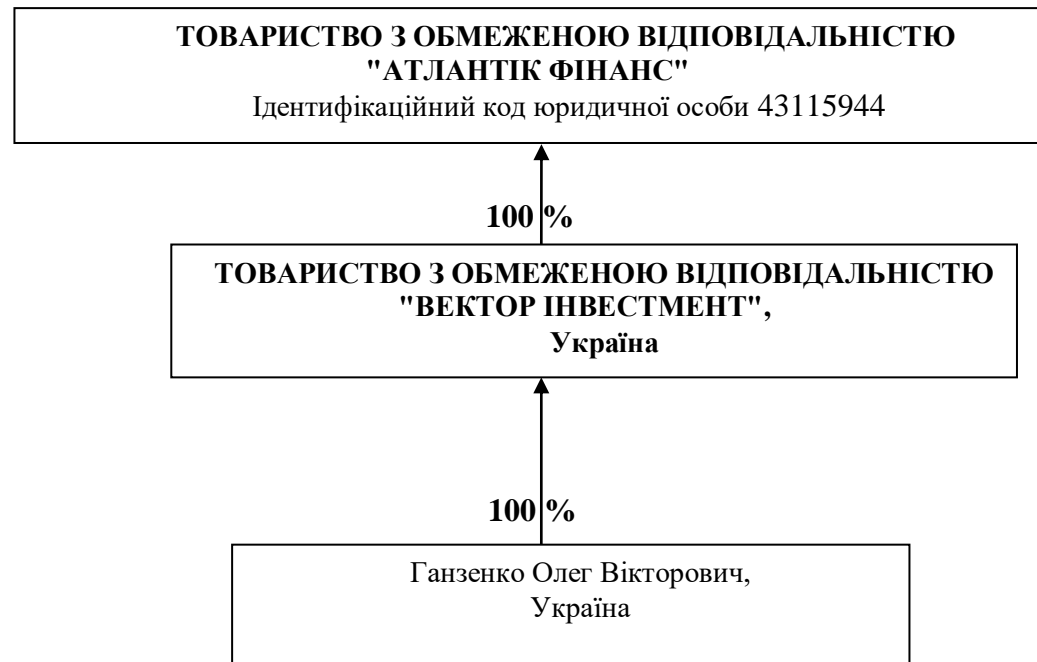 ТОВАРИСТВО З ОБМЕЖЕНОЮ ВІДПОВІДАЛЬНІСТЮ
"АТЛАНТІК ФІНАНС"
Ідентифікаційний код юридичної особи 43115944
100 %
ТОВАРИСТВО З ОБМЕЖЕНОЮ ВІДПОВІДАЛЬНІСТЮ
"ВЕКТОР ІНВЕСТМЕНТ",
Україна
100 %
Ганзенко Олег Вікторович,
Україна